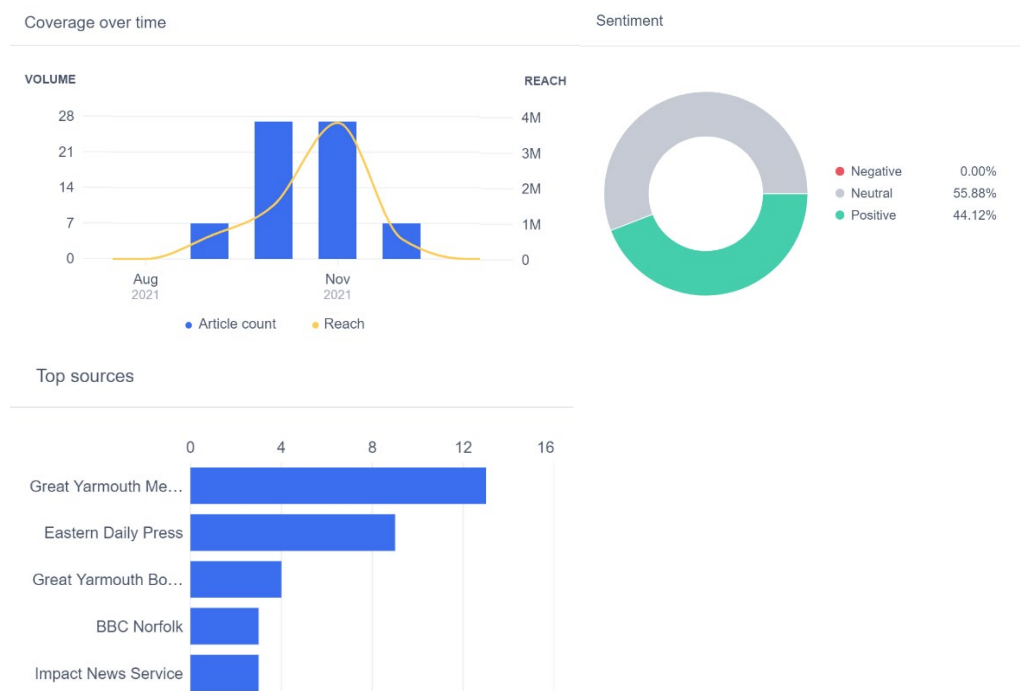 Coverage over time
Sentiment
VOLUME
REACH
28
21
14
7
0
4M
3M
2M
1M
0
Aug
2021
Nov
2021
Article count
Reach
Negative 0.00%
Neutral 55.88%
Positive 44.12%
Top sources
0 4 8 12 16
Great Yarmouth Me...
Eastern Daily Press
Great Yarmouth Bo...
BBC Norfolk
Impact News Service